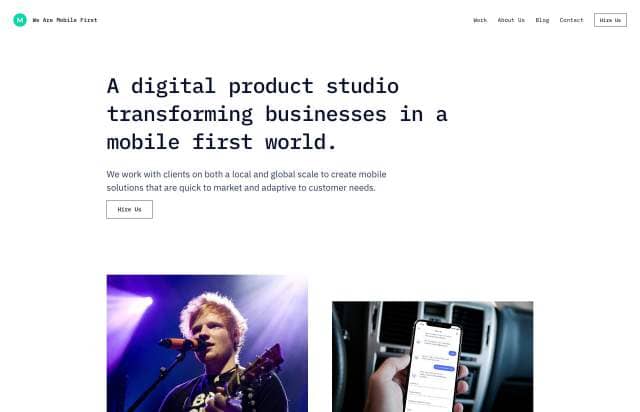 M We Are Mobile First
Work About Us Blog Contact Hire Us
A digital product studio
transforming businesses in a
mobile first world.
We work with clients on both a local and global scale to create mobile
solutions that are quick to market and adaptive to customer needs.
Hire Us